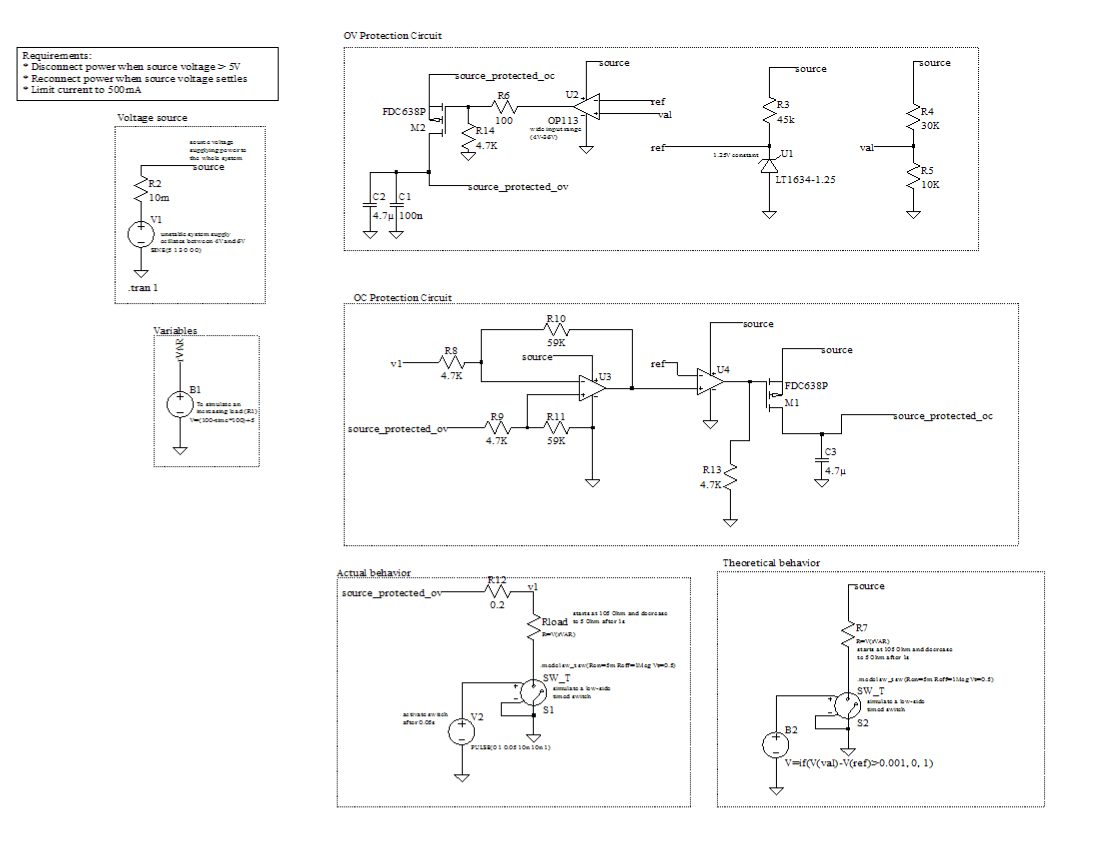 OV Protection Circuit
Requirements:
* Disconnect power when source voltage > 5V
* Reconnect power when source voltage settles
* Limit current to 500mA
source_protected_oc
source
U2
R6
100
FDC638P
M2
R14
4.7K
OP113
wide input range
(4V-36V)
ref
val
source
R3
45k
ref
1.25V constant
U1
LT1634-1.25
source
R4
30K
val
R5
10K
source_protected_ov
C2
4.7µ
C1
100n
Voltage source
source voltage
supplying power to
the whole system
source
R2
10m
V1
unstable system supply
oscillates between 4V and 6V
SINE(5 1 2 0 0 0)
.tran 1
OC Protection Circuit
R10
59K
v1
R8
4.7K
source
U3
source_protected_ov
R9
4.7K
R11
59K
ref
source
U4
source
FDC638P
M1
source_protected_oc
C3
4.7µ
R13
4.7K
Variables
rVAR
B1
To simulate an
increasing load (R1)
V=(100-time*100)+5
Actual behavior
source_protected_ov
R12
0.2
v1
Rload
R=V(rVAR)
starts at 105 Ohm and decrease
to 5 Ohm after 1s
.model sw_t sw(Ron=5m Roff=1Meg Vt=0.5)
SW_T
simulate a low-side
timed switch
S1
activate switch
after 0.05s
V2
PULSE(0 1 0.05 10n 10n 1)
Theoretical behavior
source
R7
R=V(rVAR)
starts at 105 Ohm and decrease
to 5 Ohm after 1s
.model sw_t sw(Ron=5m Roff=1Meg Vt=0.5)
SW_T
simulate a low-side
timed switch
S2
B2
V=if(V(val)-V(ref)>0.001, 0, 1)